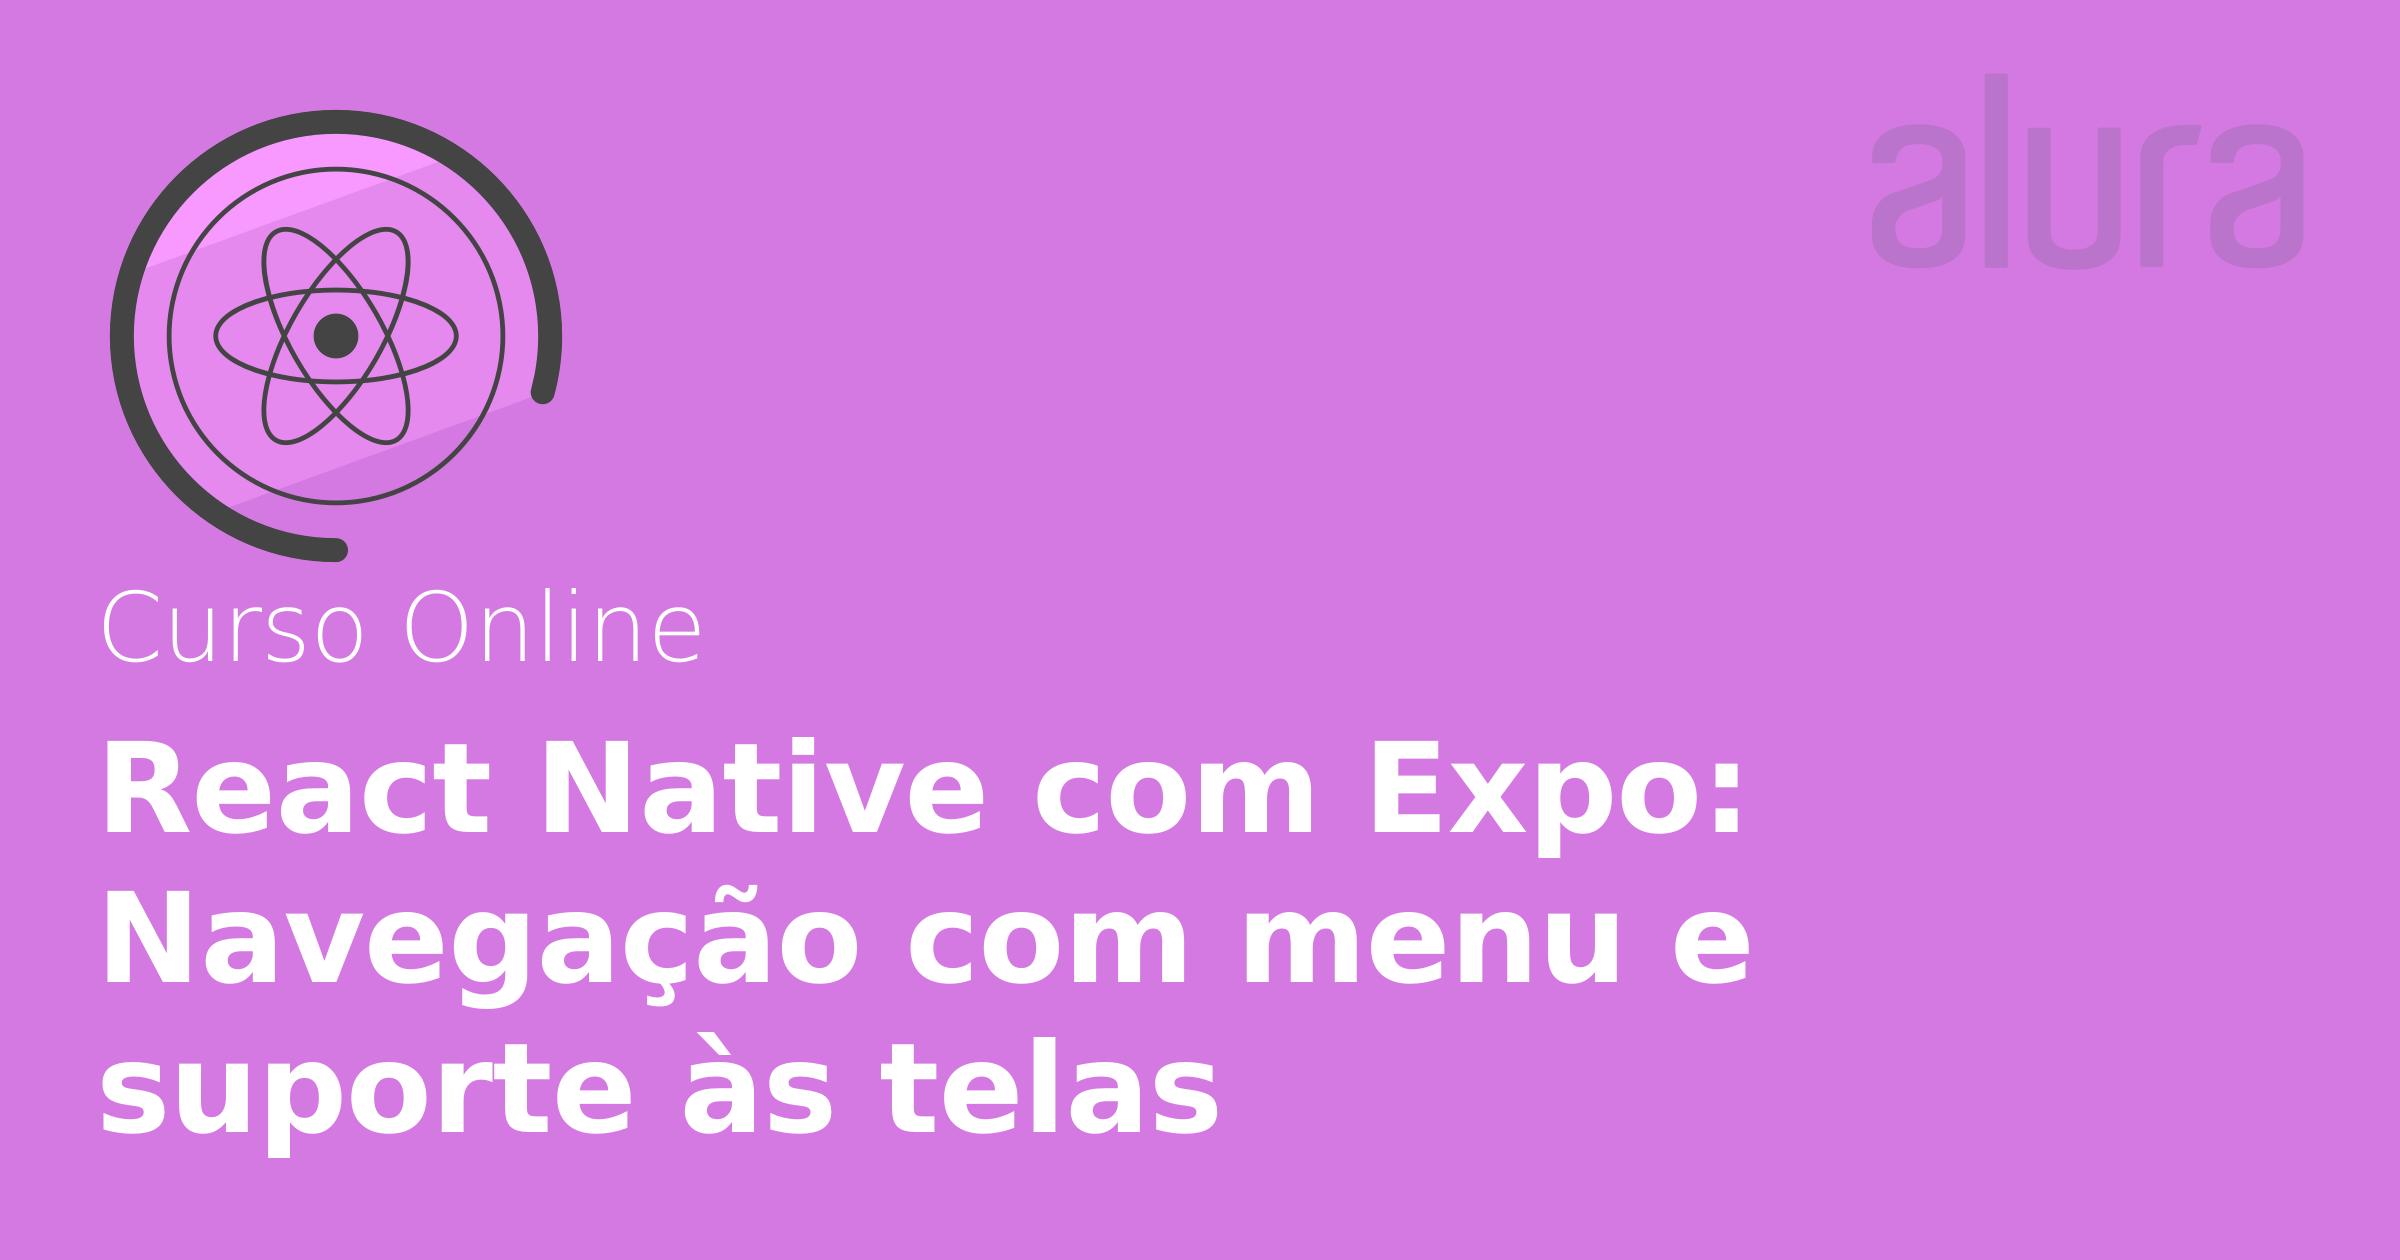 alura
Curso Online
React Native com Expo:
Navegação com menu e
suporte às telas